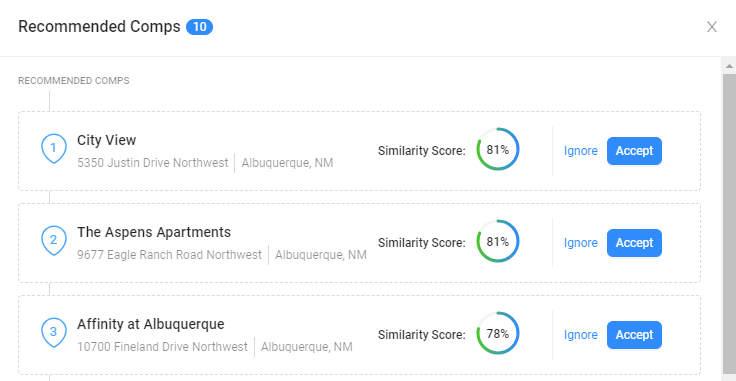 Recommended Comps 10
RECOMMENDED COMPS
1 City View
5350 Justin Drive Northwest Albuquerque, NM
Similarity Score: 81% Ignore Accept
2 The Aspens Apartments
9677 Eagle Ranch Road Northwest Albuquerque, NM
Similarity Score: 81% Ignore Accept
3 Affinity at Albuquerque
10700 Fineland Drive Northwest Albuquerque, NM
Similarity Score: 78% Ignore Accept